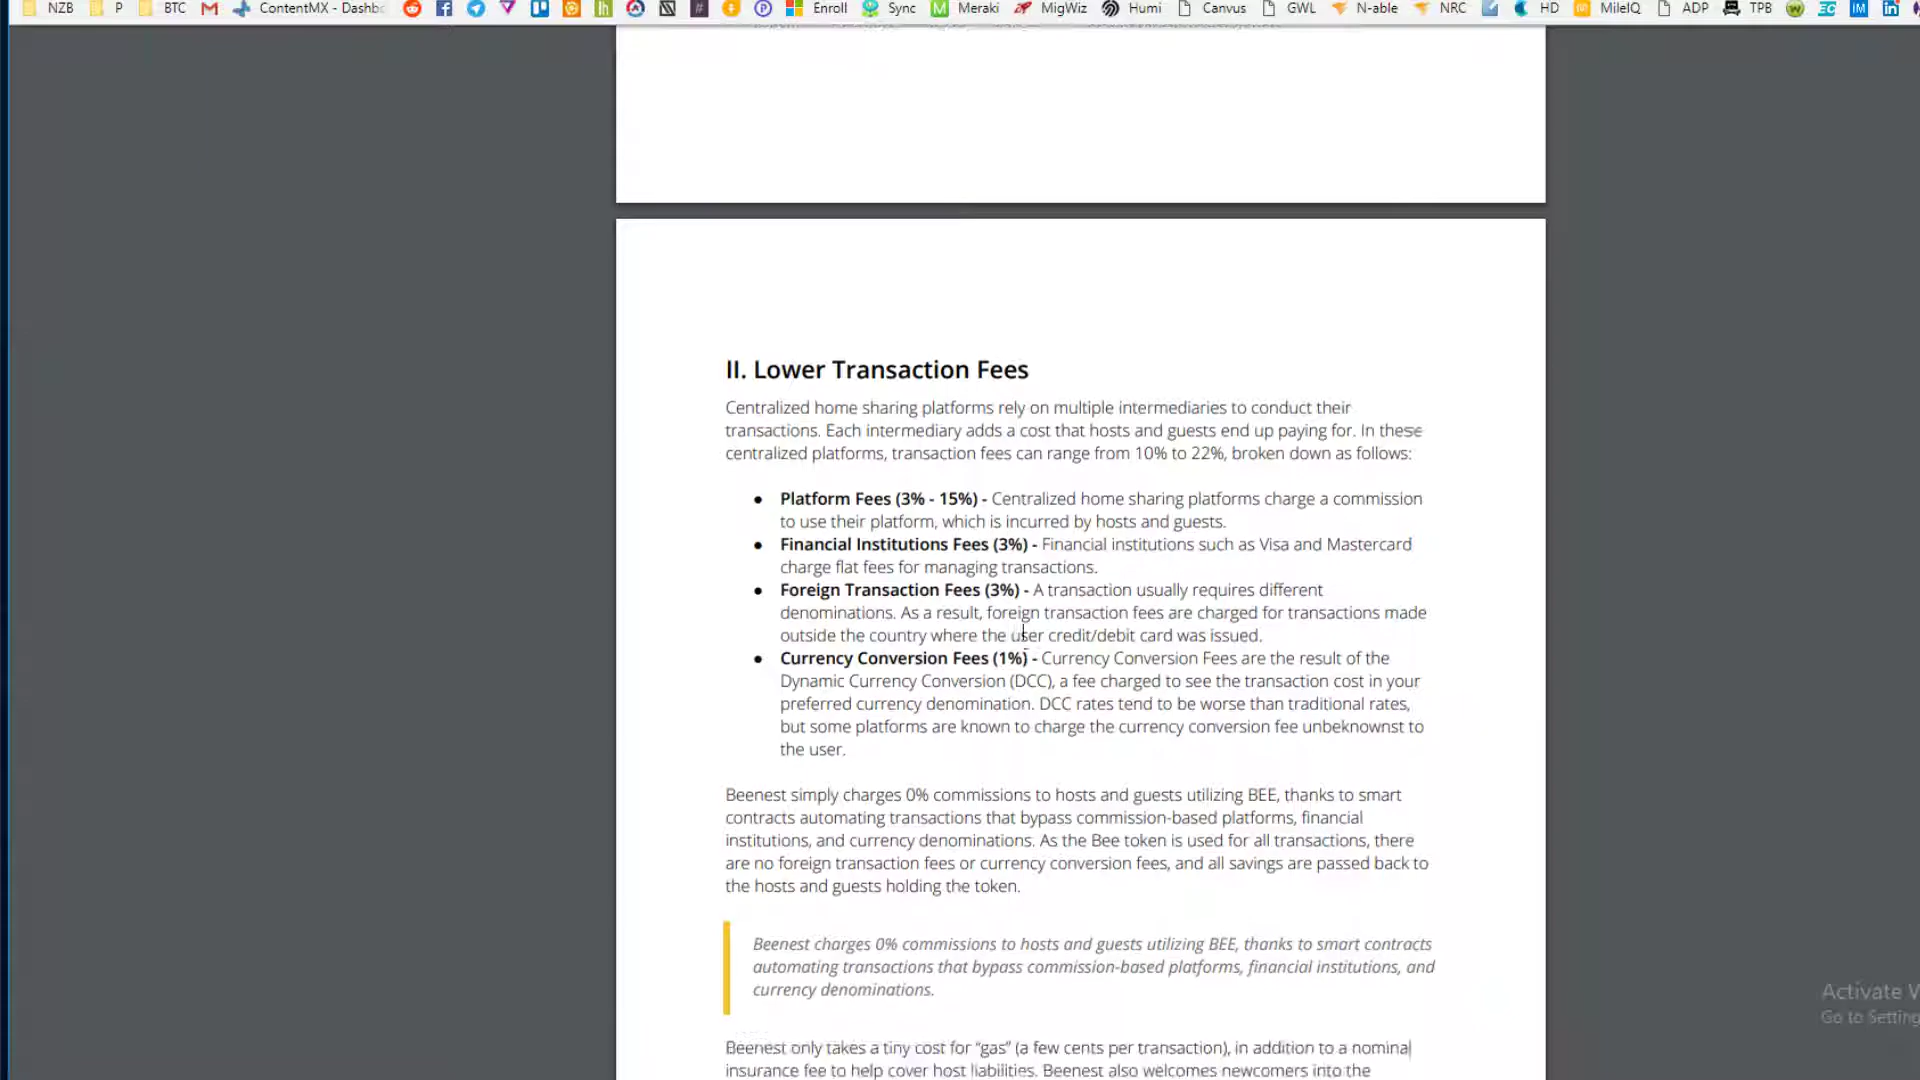 NZB P BTC ContentMX - Dashbo Enroll Sync Meraki MigWiz Humi Canvus GWL N-able NRC HD MileIQ ADP TPB
II. Lower Transaction Fees
Centralized home sharing platforms rely on multiple intermediaries to conduct their
transactions. Each intermediary adds a cost that hosts and guests end up paying for. In these
centralized platforms, transaction fees can range from 10% to 22%, broken down as follows:
● Platform Fees (3% - 15%) - Centralized home sharing platforms charge a commission
to use their platform, which is incurred by hosts and guests.
● Financial Institutions Fees (3%) - Financial institutions such as Visa and Mastercard
charge flat fees for managing transactions.
● Foreign Transaction Fees (3%) - A transaction usually requires different
denominations. As a result, foreign transaction fees are charged for transactions made
outside the country where the user credit/debit card was issued.
● Currency Conversion Fees (1%) - Currency Conversion Fees are the result of the
Dynamic Currency Conversion (DCC), a fee charged to see the transaction cost in your
preferred currency denomination. DCC rates tend to be worse than traditional rates,
but some platforms are known to charge the currency conversion fee unbeknownst to
the user.
Beenest simply charges 0% commissions to hosts and guests utilizing BEE, thanks to smart
contracts automating transactions that bypass commission-based platforms, financial
institutions, and currency denominations. As the Bee token is used for all transactions, there
are no foreign transaction fees or currency conversion fees, and all savings are passed back to
the hosts and guests holding the token.
Beenest charges 0% commissions to hosts and guests utilizing BEE, thanks to smart contracts
automating transactions that bypass commission-based platforms, financial institutions, and
currency denominations.
Activate W
Go to Setting
Beenest only takes a tiny cost for “gas” (a few cents per transaction), in addition to a nominal
insurance fee to help cover host liabilities. Beenest also welcomes newcomers into the